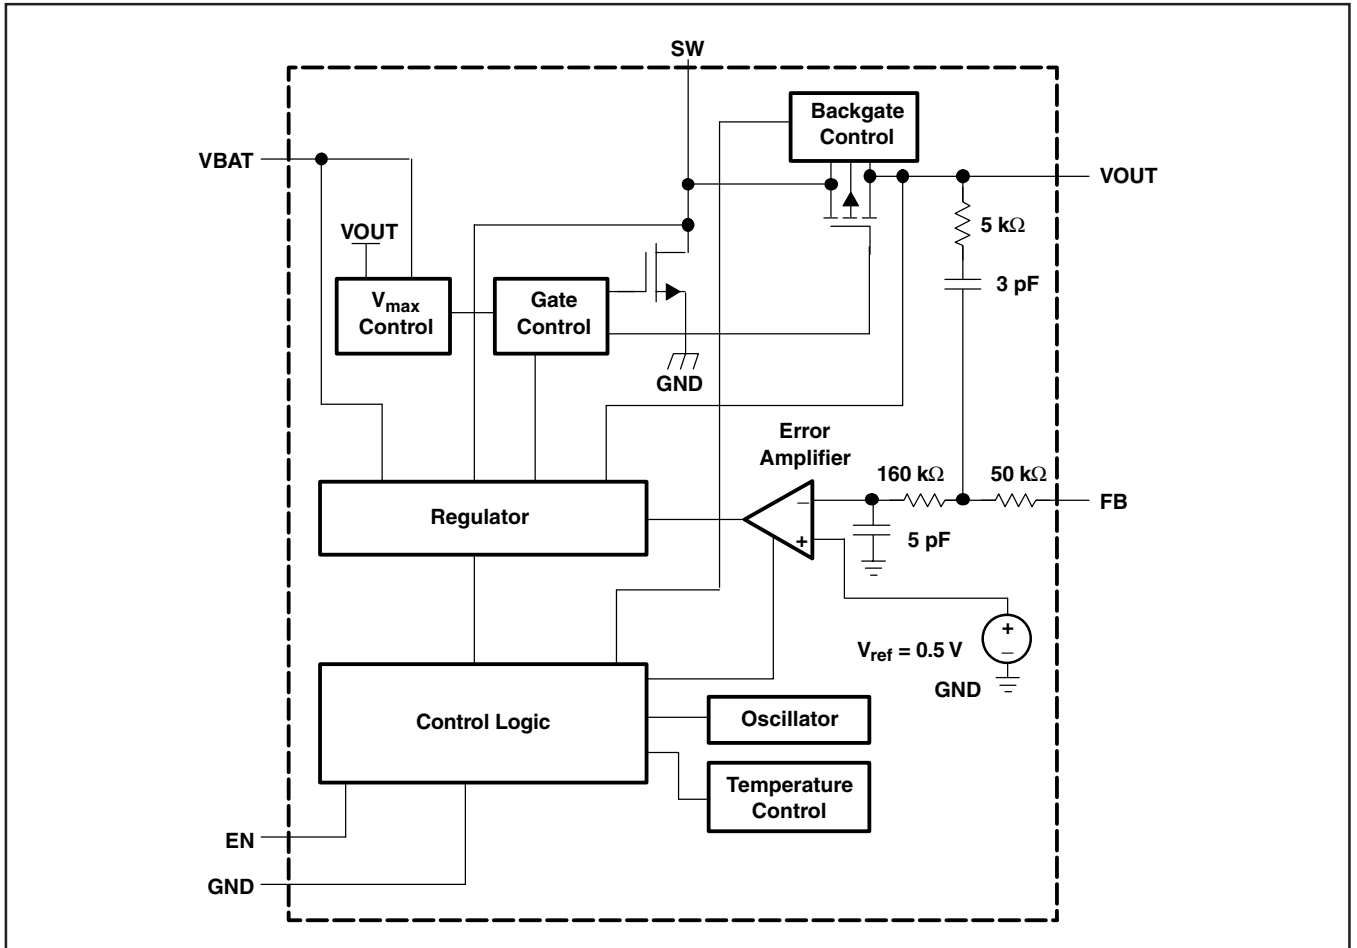 SW
Backgate
Control
VBAT
VOUT
VOUT
5 kΩ
3 pF
Vmax
Control
Gate
Control
GND
Error
Amplifier
160 kΩ
50 kΩ
FB
Regulator
−
+
5 pF
+
−
Vref = 0.5 V
GND
Control Logic
Oscillator
Temperature
Control
EN
GND